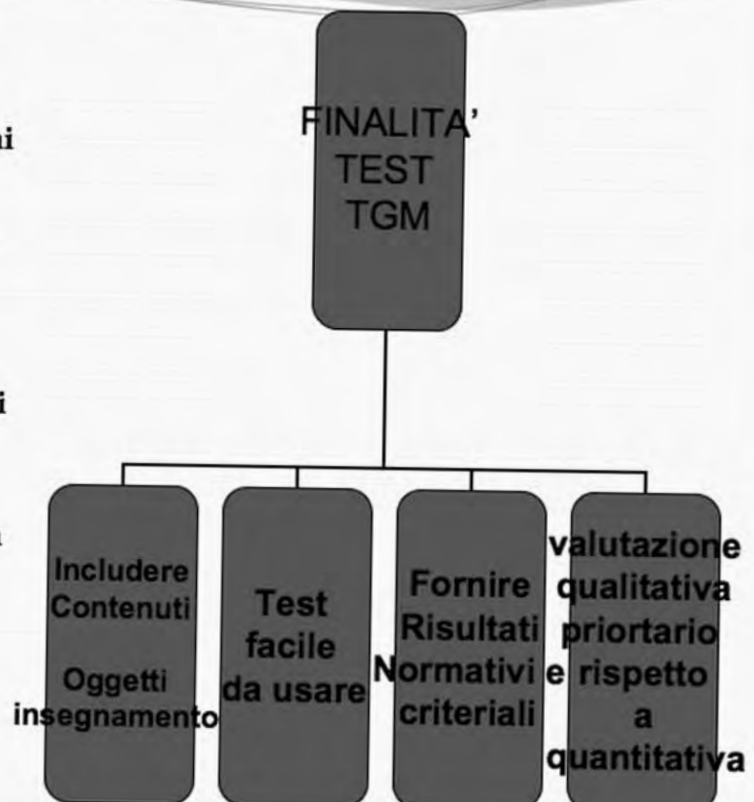 FINALITA'
TEST
TGM
ni
i
Includere
Contenuti
Oggetti
insegnamento
Test
facile
da usare
Fornire
Risultati
Normativi e
criteriali
valutazione
qualitativa
priortario
rispetto
a
quantitativa